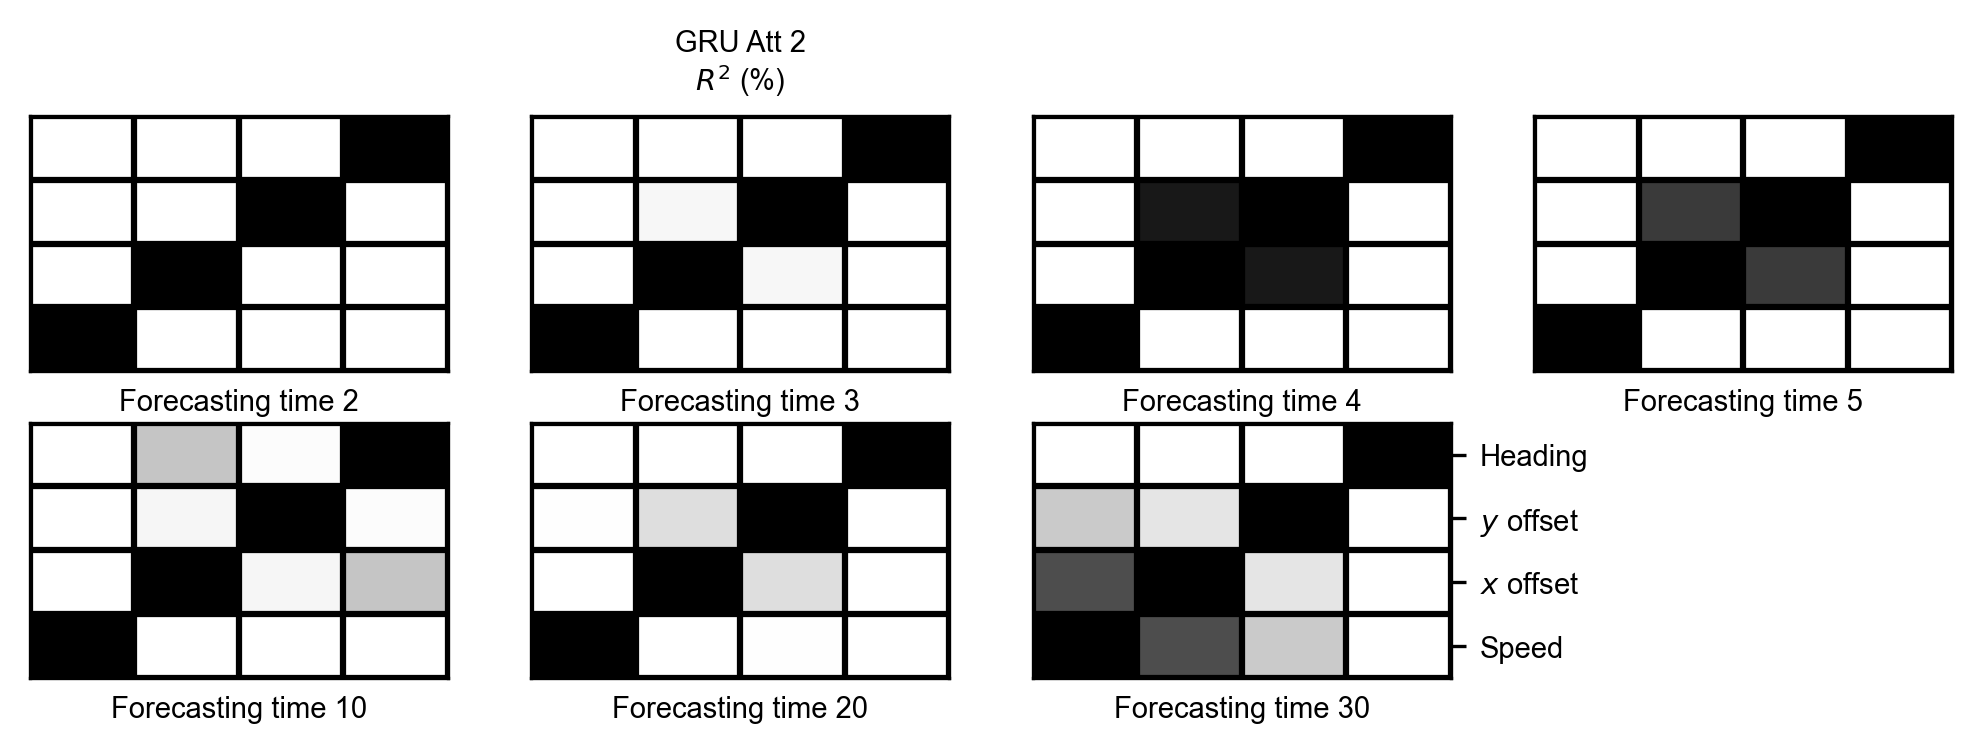 GRU Att 2
R² (%)
Forecasting time 2
Forecasting time 3
Forecasting time 4
Forecasting time 5
Heading
y offset
x offset
Speed
Forecasting time 10
Forecasting time 20
Forecasting time 30